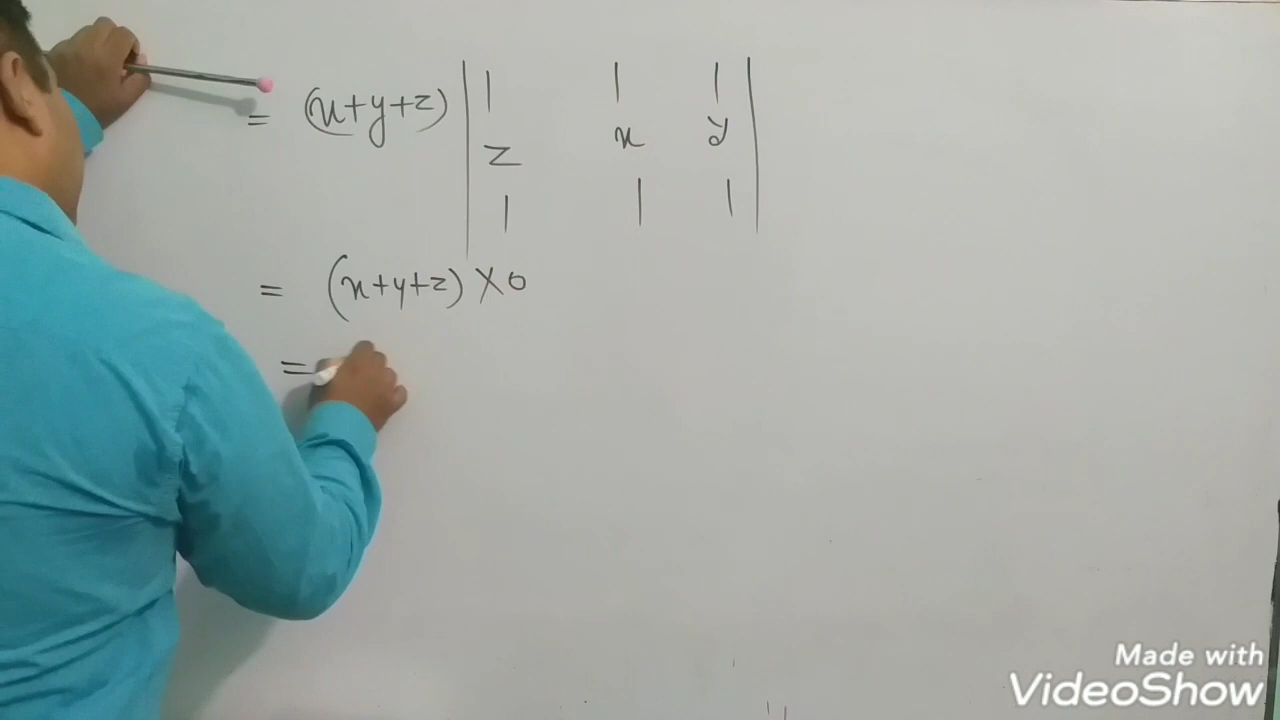 = (x+y+z) | 1 1 1 |
| z x y |
| 1 1 1 |
= (x+y+z) × 0
=
Made with
VideoShow